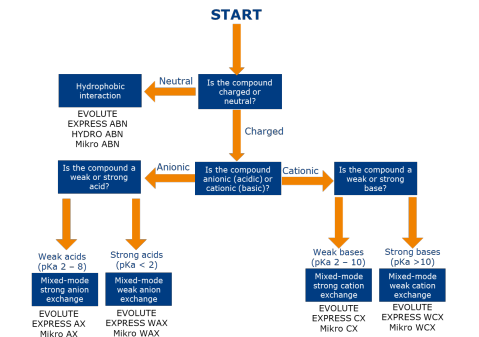 START
Is the compound
charged or
neutral?
Neutral
Hydrophobic
interaction
EVOLUTE
EXPRESS ABN
HYDRO ABN
Mikro ABN
Charged
Is the compound
anionic (acidic) or
cationic (basic)?
Anionic
Is the compound a
weak or strong
acid?
Cationic
Is the compound a
weak or strong
base?
Weak acids
(pKa 2 – 8)
Mixed-mode
strong anion
exchange
EVOLUTE
EXPRESS AX
Mikro AX
Strong acids
(pKa < 2)
Mixed-mode
weak anion
exchange
EVOLUTE
EXPRESS WAX
Mikro WAX
Weak bases
(pKa 2 – 10)
Mixed-mode
strong cation
exchange
EVOLUTE
EXPRESS CX
Mikro CX
Strong bases
(pKa >10)
Mixed-mode
weak cation
exchange
EVOLUTE
EXPRESS WCX
Mikro WCX